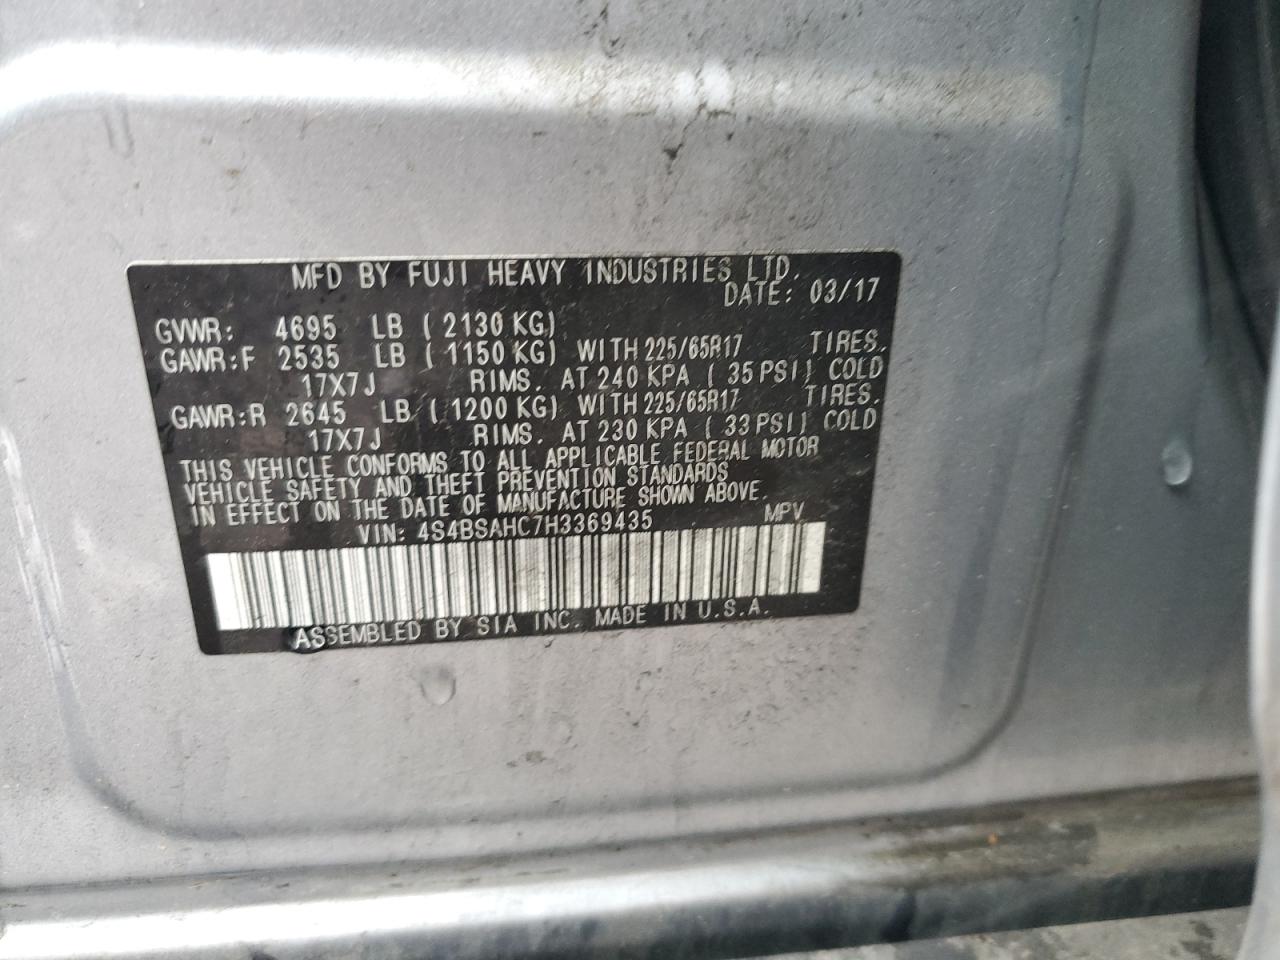 MFD BY FUJI HEAVY INDUSTRIES LTD.
DATE: 03/17
GVWR: 4695 LB ( 2130 KG)
GAWR:F 2535 LB ( 1150 KG) WITH 225/65R17 TIRES.
17X7J RIMS. AT 240 KPA ( 35 PSI) COLD
GAWR:R 2645 LB ( 1200 KG) WITH 225/65R17 TIRES.
17X7J RIMS. AT 230 KPA ( 33 PSI) COLD
THIS VEHICLE CONFORMS TO ALL APPLICABLE FEDERAL MOTOR
VEHICLE SAFETY AND THEFT PREVENTION STANDARDS
IN EFFECT ON THE DATE OF MANUFACTURE SHOWN ABOVE.
VIN: 4S4BSAHC7H3369435 MPV
ASSEMBLED BY SIA INC. MADE IN U.S.A.